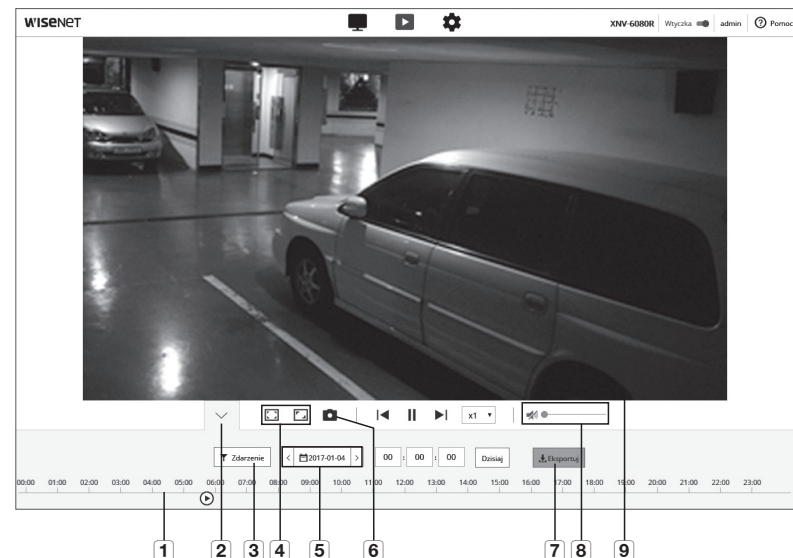 WISENET XNV-6080R Wtyczka admin ? Pomoc
x1
Zdarzenie < 2017-01-04 > 00 : 00 : 00 Dzisiaj Eksportuj
00:00 01:00 02:00 03:00 04:00 05:00 06:00 07:00 08:00 09:00 10:00 11:00 12:00 13:00 14:00 15:00 16:00 17:00 18:00 19:00 20:00 21:00 22:00 23:00
1 2 3 4 5 6 7 8 9